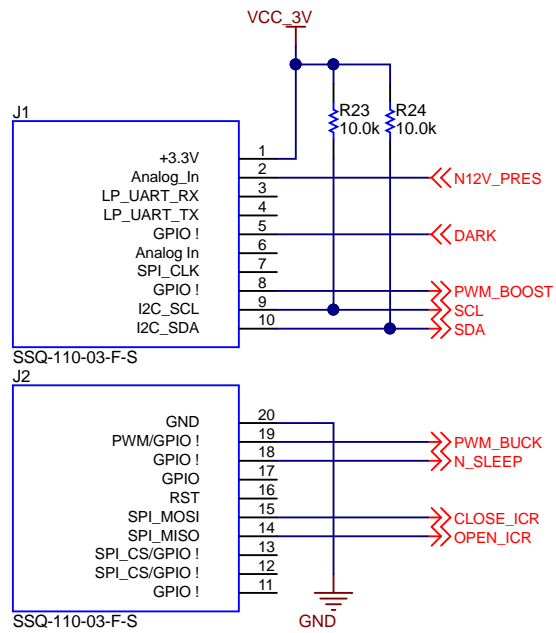 VCC_3V
J1
R23
10.0k
R24
10.0k
+3.3V 1
Analog_In 2 N12V_PRES
LP_UART_RX 3
LP_UART_TX 4
GPIO ! 5 DARK
Analog In 6
SPI_CLK 7
GPIO ! 8 PWM_BOOST
I2C_SCL 9 SCL
I2C_SDA 10 SDA
SSQ-110-03-F-S
J2
GND 20
PWM/GPIO ! 19 PWM_BUCK
GPIO ! 18 N_SLEEP
GPIO 17
RST 16
SPI_MOSI 15 CLOSE_ICR
SPI_MISO 14 OPEN_ICR
SPI_CS/GPIO ! 13
SPI_CS/GPIO ! 12
GPIO ! 11
SSQ-110-03-F-S
GND